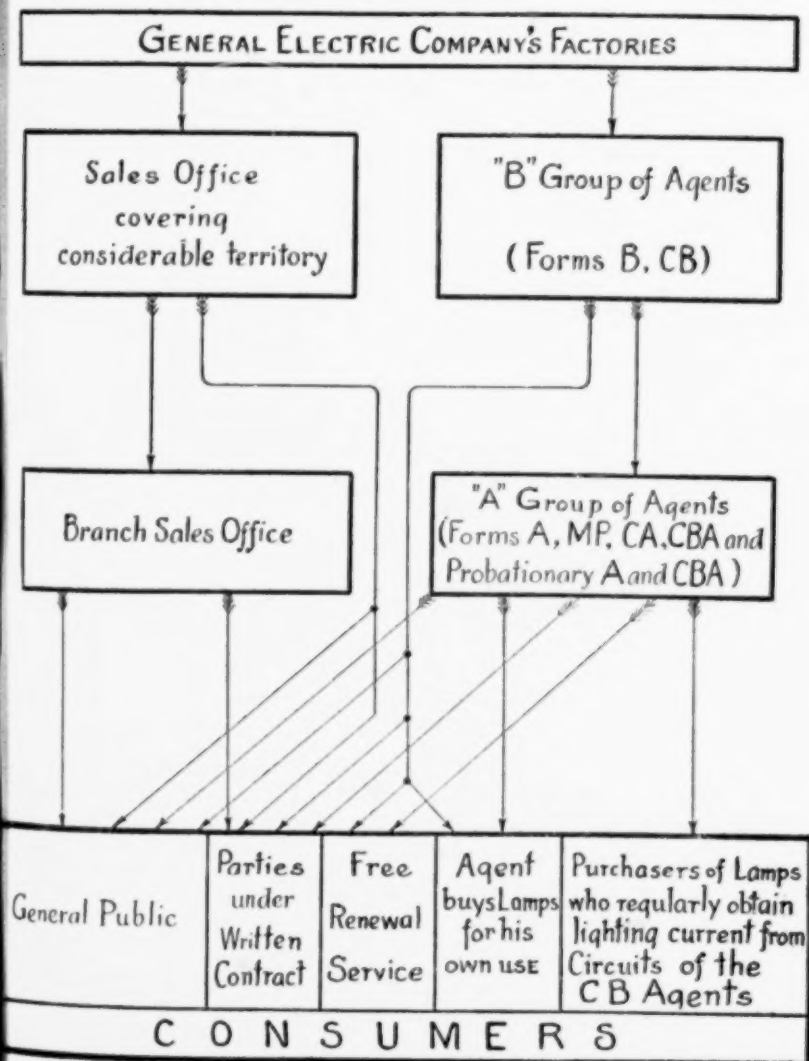 GENERAL ELECTRIC COMPANY'S FACTORIES
Sales Office
covering
considerable territory
"B" Group of Agents
(Forms B, CB)
Branch Sales Office
"A" Group of Agents
(Forms A, MP, CA, CBA and
Probationary A and CBA)
General Public
Parties
under
Written
Contract
Free
Renewal
Service
Agent
buys Lamps
for his
own use
Purchasers of Lamps
who regularly obtain
lighting current from
Circuits of the
CB Agents
CONSUMERS